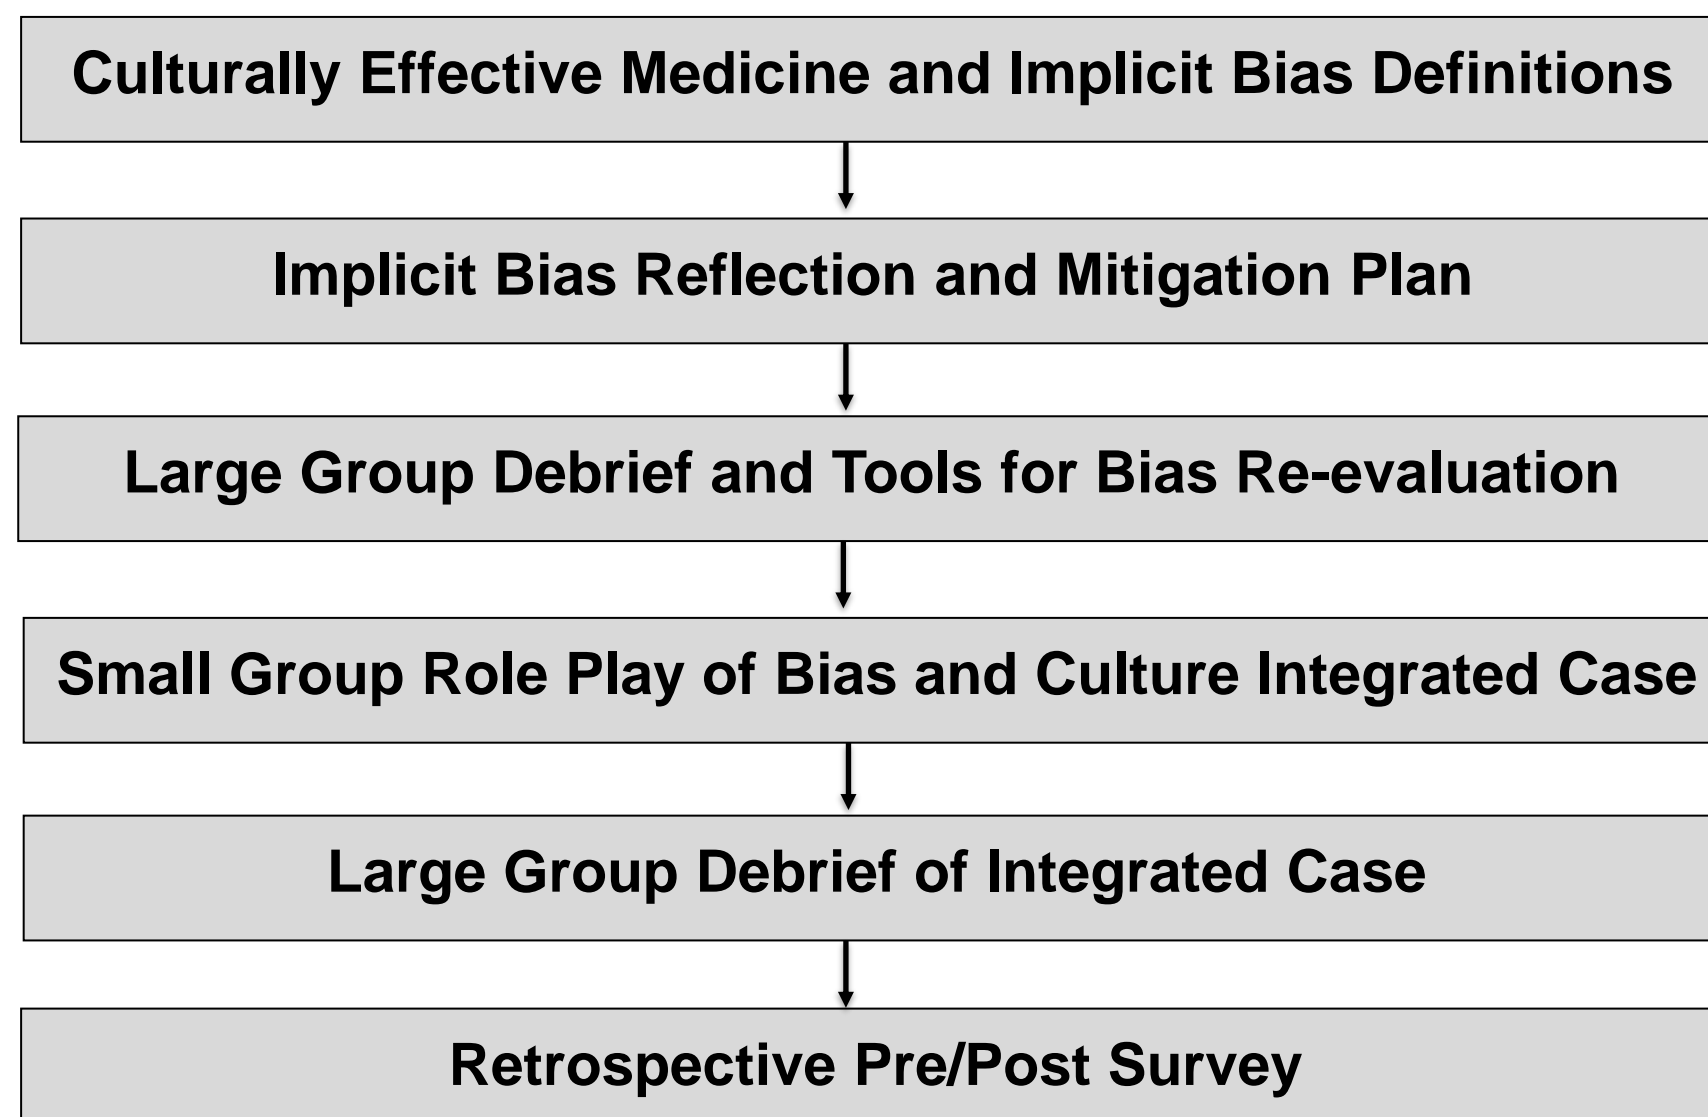 Culturally Effective Medicine and Implicit Bias Definitions
Implicit Bias Reflection and Mitigation Plan
Large Group Debrief and Tools for Bias Re-evaluation
Small Group Role Play of Bias and Culture Integrated Case
Large Group Debrief of Integrated Case
Retrospective Pre/Post Survey